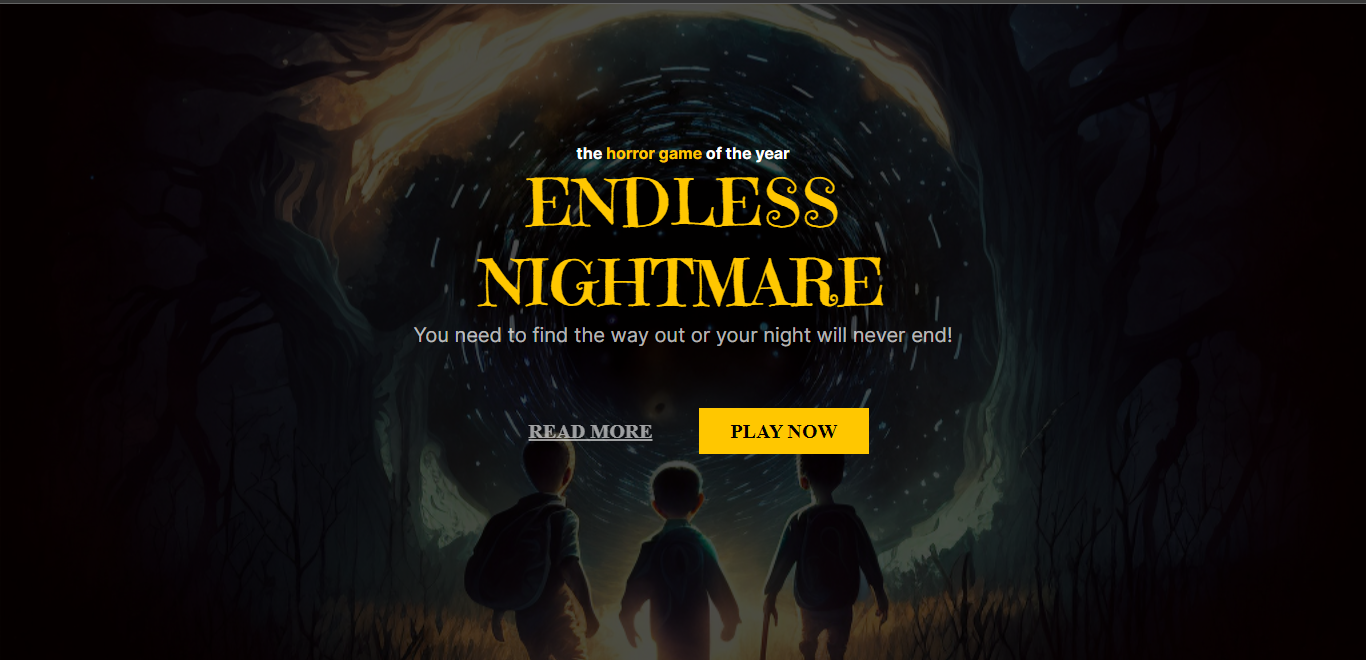 the horror game of the year
ENDLESS
NIGHTMARE
You need to find the way out or your night will never end!
READ MORE
PLAY NOW